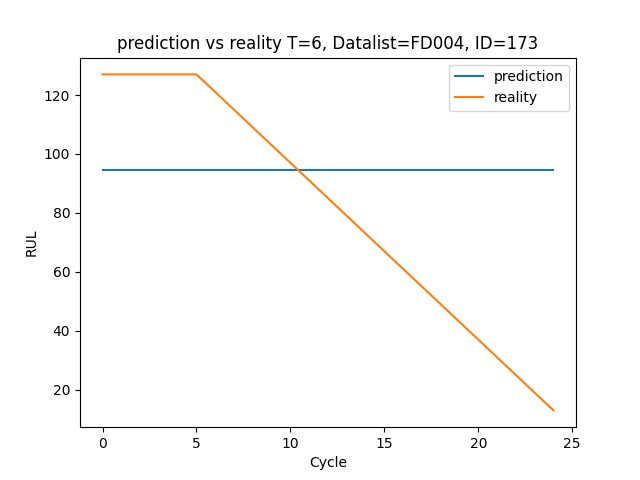 prediction vs reality T=6, Datalist=FD004, ID=173
prediction
reality
120
100
80
60
40
20
RUL
0 5 10 15 20 25
Cycle